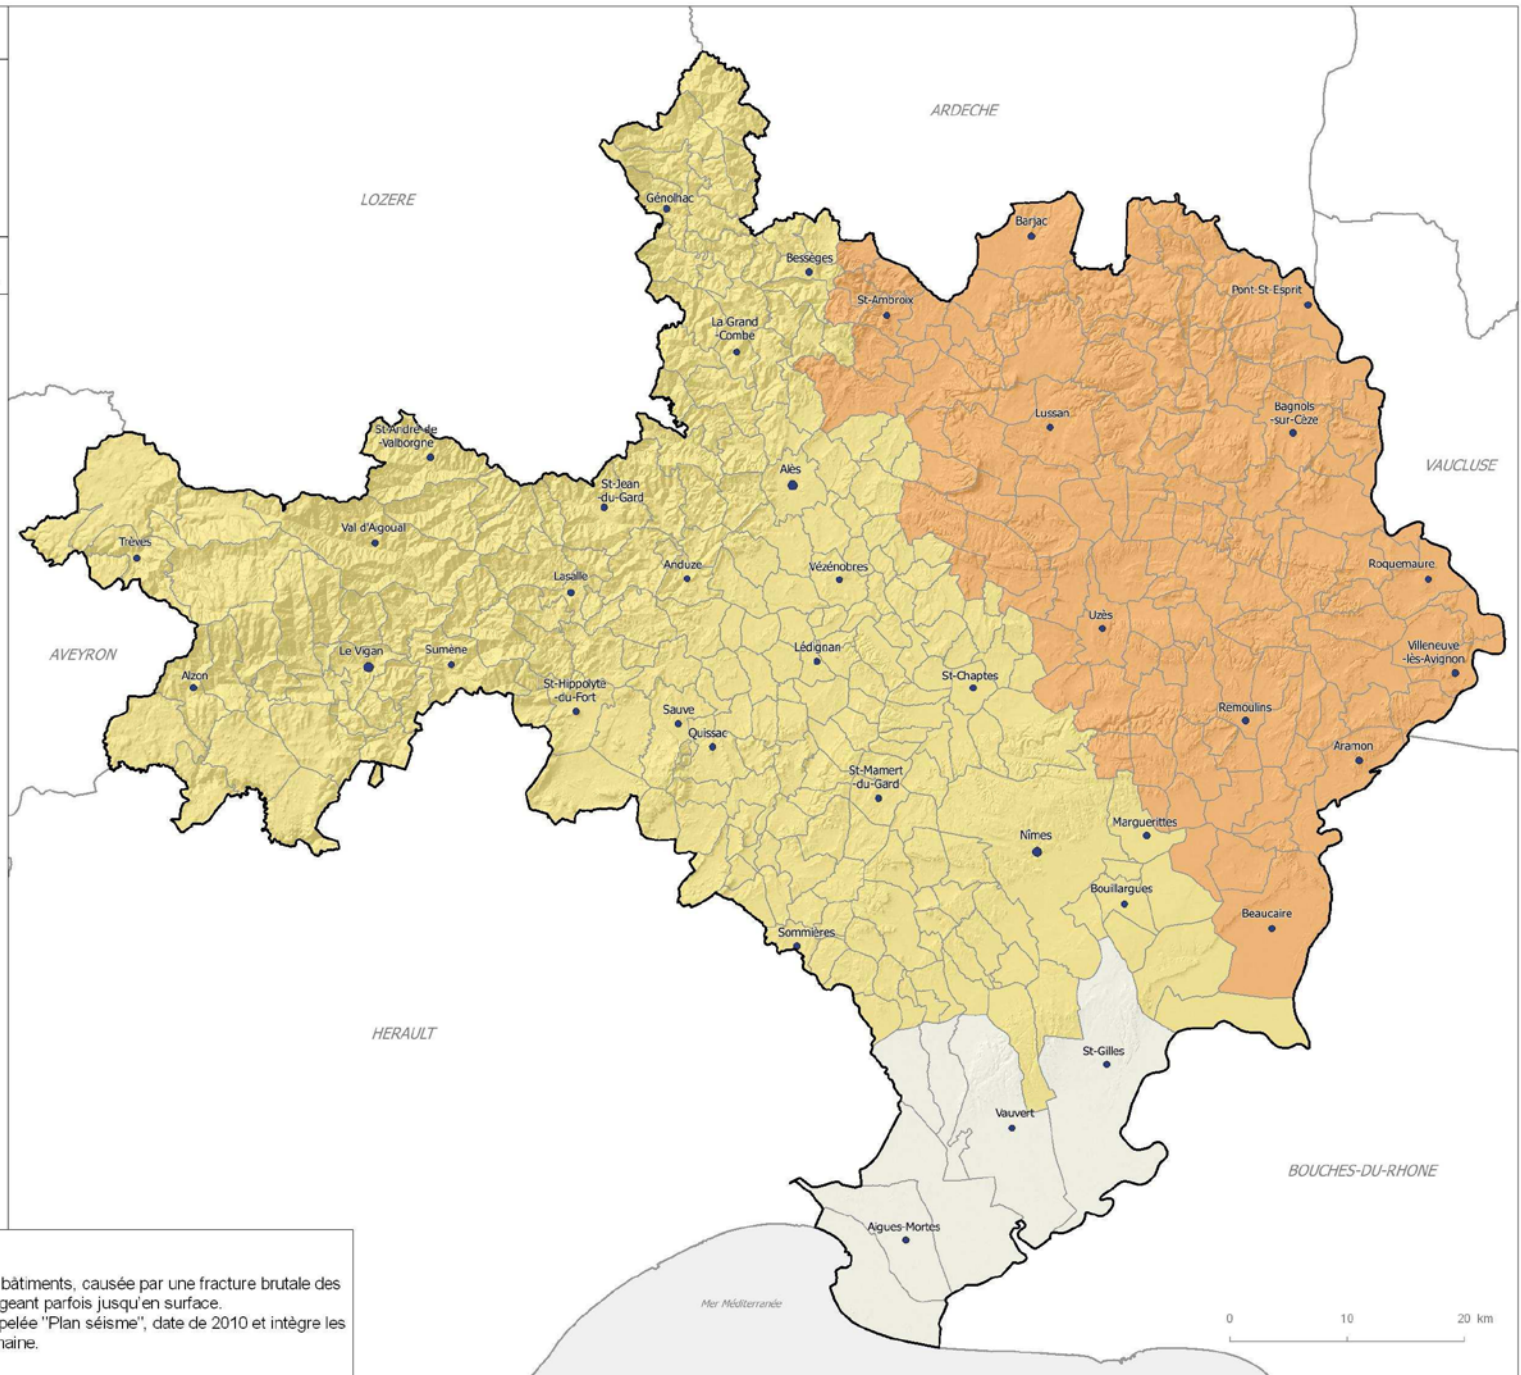 ARDECHE
LOZERE
Génolhac
Barjac
Bessèges
Pont-St-Esprit
St-Ambroix
La Grand
-Combe
Lussan
Bagnols
-sur-Cèze
St-André-de
-Valborgne
VAUCLUSE
Alès
St-Jean
-du-Gard
Val d'Aigoual
Trèves
Roquemaure
Anduze
Vézénobres
Lasalle
Uzès
Villeneuve
-lès-Avignon
AVEYRON
Le Vigan
Sumène
Lédignan
Alzon
St-Chaptes
St-Hippolyte
-du-Fort
Sauve
Remoulins
Quissac
Aramon
St-Mamert
-du-Gard
Marguerittes
Nîmes
Bouillargues
Beaucaire
Sommières
HERAULT
St-Gilles
Vauvert
BOUCHES-DU-RHONE
Aigues-Mortes
Mer Méditerranée
0 10 20 km
bâtiments, causée par une fracture brutale des
geant parfois jusqu'en surface.
pelée "Plan séisme", date de 2010 et intègre les
naine.